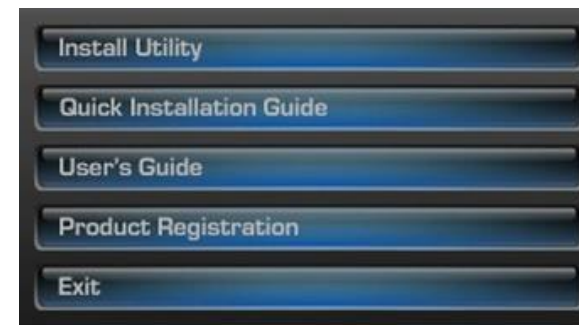 Install Utility
Quick Installation Guide
User's Guide
Product Registration
Exit